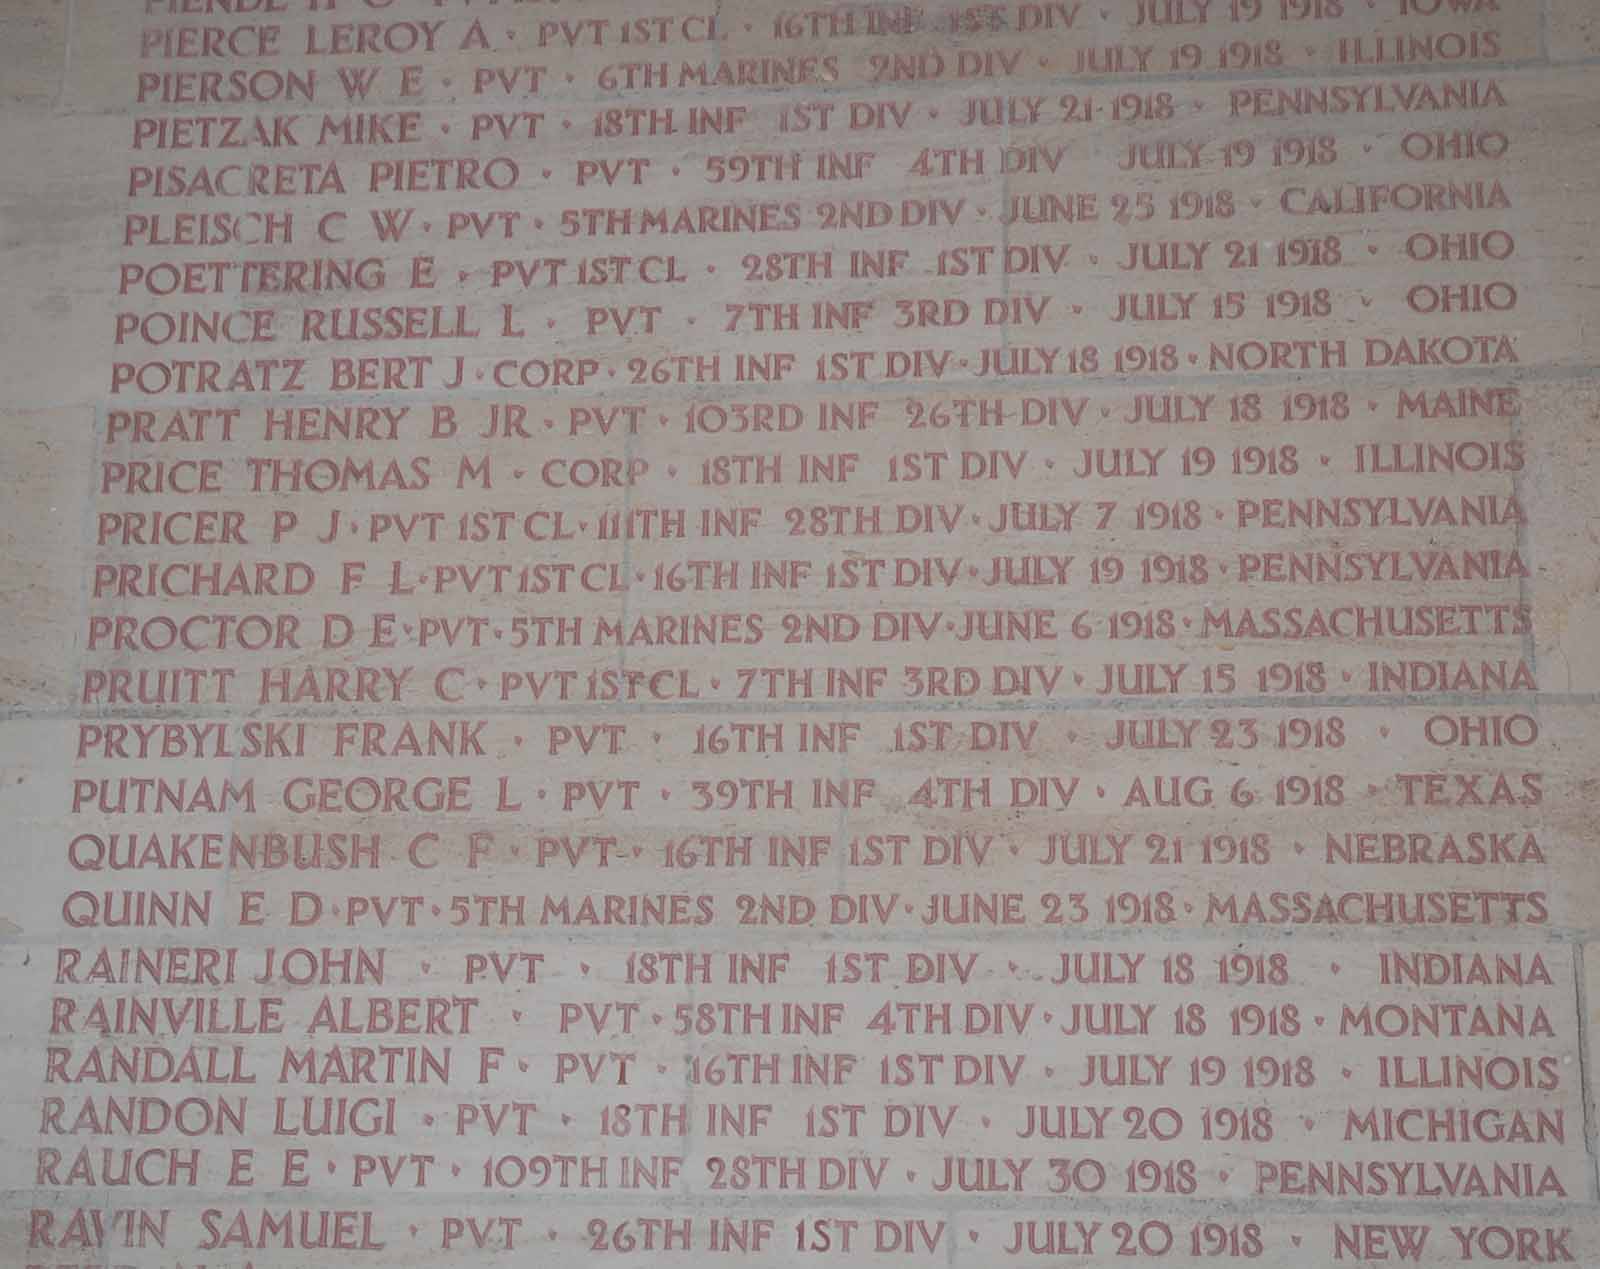 PIERCE LEROY A · PVT 1ST CL · 16TH INF 1ST DIV · JULY 19 1918 · IOWA
PIERSON W E · PVT · 6TH MARINES 2ND DIV · JULY 19 1918 · ILLINOIS
PIETZAK MIKE · PVT · 18TH INF 1ST DIV · JULY 21 1918 · PENNSYLVANIA
PISACRETA PIETRO · PVT · 59TH INF 4TH DIV JULY 19 1918 · OHIO
PLEISCH C W · PVT · 5TH MARINES 2ND DIV · JUNE 25 1918 · CALIFORNIA
POETTERING E · PVT 1ST CL · 28TH INF 1ST DIV · JULY 21 1918 · OHIO
POINCE RUSSELL L · PVT · 7TH INF 3RD DIV · JULY 15 1918 · OHIO
POTRATZ BERT J · CORP · 26TH INF 1ST DIV · JULY 18 1918 · NORTH DAKOTA
PRATT HENRY B JR · PVT · 103RD INF 26TH DIV · JULY 18 1918 · MAINE
PRICE THOMAS M · CORP · 18TH INF 1ST DIV · JULY 19 1918 · ILLINOIS
PRICER P J · PVT 1ST CL · 111TH INF 28TH DIV · JULY 7 1918 · PENNSYLVANIA
PRICHARD F L · PVT 1ST CL · 16TH INF 1ST DIV · JULY 19 1918 · PENNSYLVANIA
PROCTOR D E · PVT · 5TH MARINES 2ND DIV · JUNE 6 1918 · MASSACHUSETTS
PRUITT HARRY C · PVT 1ST CL · 7TH INF 3RD DIV · JULY 15 1918 · INDIANA
PRYBYLSKI FRANK · PVT · 16TH INF 1ST DIV · JULY 23 1918 · OHIO
PUTNAM GEORGE L · PVT · 39TH INF 4TH DIV · AUG 6 1918 · TEXAS
QUAKENBUSH C F · PVT · 16TH INF 1ST DIV · JULY 21 1918 · NEBRASKA
QUINN E D · PVT · 5TH MARINES 2ND DIV · JUNE 23 1918 · MASSACHUSETTS
RAINERI JOHN · PVT · 18TH INF 1ST DIV · JULY 18 1918 · INDIANA
RAINVILLE ALBERT · PVT · 58TH INF 4TH DIV · JULY 18 1918 · MONTANA
RANDALL MARTIN F · PVT · 16TH INF 1ST DIV · JULY 19 1918 · ILLINOIS
RANDON LUIGI · PVT · 18TH INF 1ST DIV · JULY 20 1918 · MICHIGAN
RAUCH E E · PVT · 109TH INF 28TH DIV · JULY 30 1918 · PENNSYLVANIA
RAVIN SAMUEL · PVT · 26TH INF 1ST DIV · JULY 20 1918 · NEW YORK